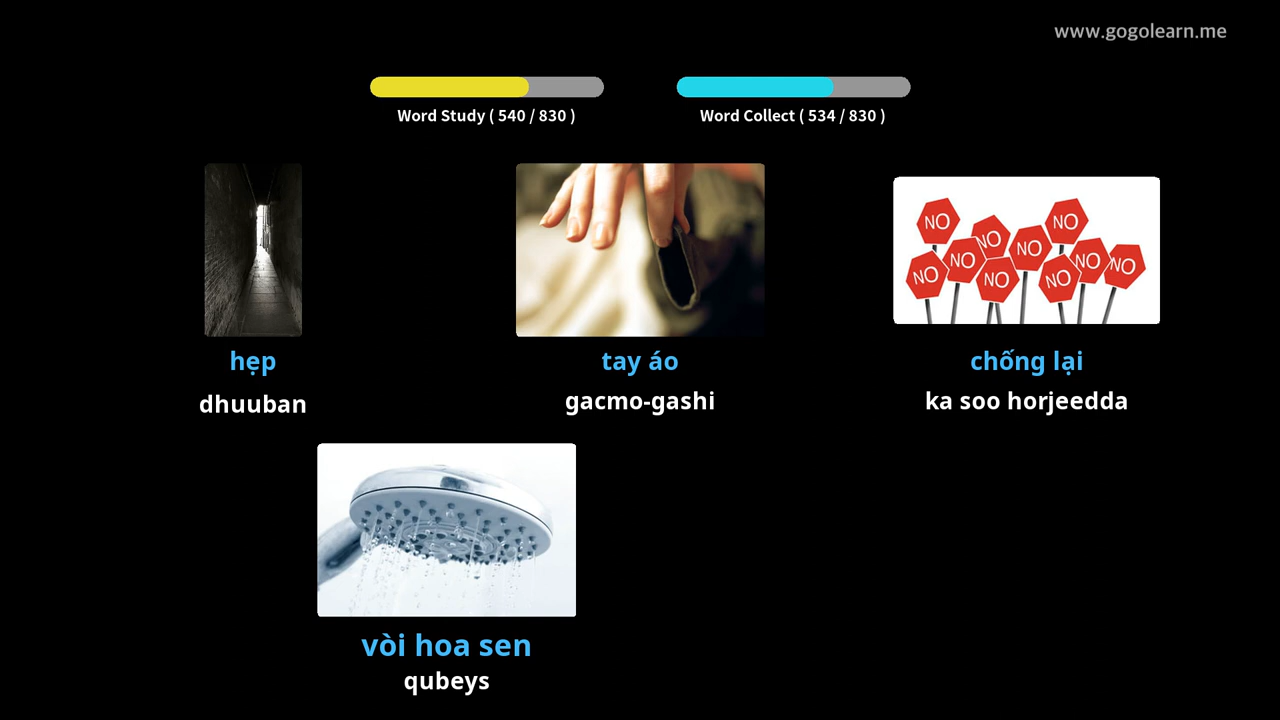 www.gogolearn.me
Word Study ( 540 / 830 )
Word Collect ( 534 / 830 )
NO
NO
NO
NO
NO
NO
NO
NO
NO
NO
hẹp
dhuuban
tay áo
gacmo-gashi
chống lại
ka soo horjeedda
vòi hoa sen
qubeys